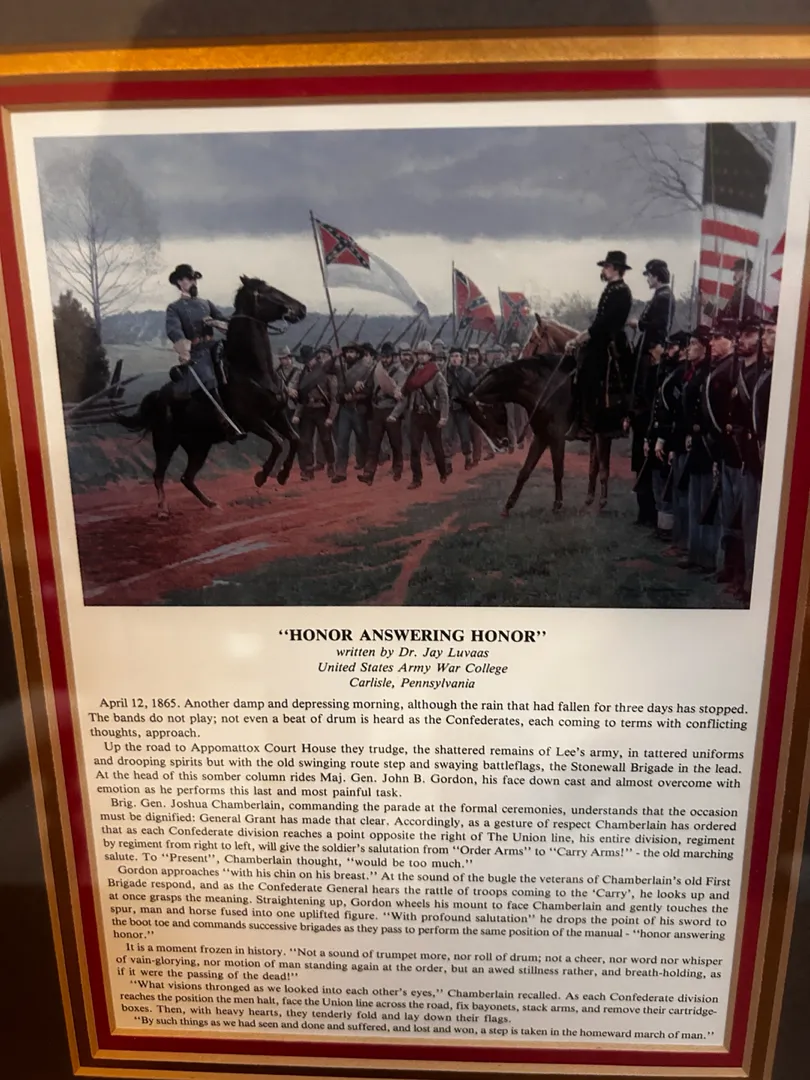 “HONOR ANSWERING HONOR”
written by Dr. Jay Luvaas
United States Army War College
Carlisle, Pennsylvania
April 12, 1865. Another damp and depressing morning, although the rain that had fallen for three days has stopped.
The bands do not play; not even a beat of drum is heard as the Confederates, each coming to terms with conflicting
thoughts, approach.
Up the road to Appomattox Court House they trudge, the shattered remains of Lee's army, in tattered uniforms
and drooping spirits but with the old swinging route step and swaying battleflags, the Stonewall Brigade in the lead.
At the head of this somber column rides Maj. Gen. John B. Gordon, his face down cast and almost overcome with
emotion as he performs this last and most painful task.
Brig. Gen. Joshua Chamberlain, commanding the parade at the formal ceremonies, understands that the occasion
must be dignified: General Grant has made that clear. Accordingly, as a gesture of respect Chamberlain has ordered
that as each Confederate division reaches a point opposite the right of The Union line, his entire division, regiment
by regiment from right to left, will give the soldier's salutation from “Order Arms” to “Carry Arms!” - the old marching
salute. To “Present”, Chamberlain thought, “would be too much.”
Gordon approaches “with his chin on his breast.” At the sound of the bugle the veterans of Chamberlain's old First
Brigade respond, and as the Confederate General hears the rattle of troops coming to the ‘Carry’, he looks up and
at once grasps the meaning. Straightening up, Gordon wheels his mount to face Chamberlain and gently touches the
spur, man and horse fused into one uplifted figure. “With profound salutation” he drops the point of his sword to
the boot toe and commands successive brigades as they pass to perform the same position of the manual - “honor answering
honor.”
It is a moment frozen in history. “Not a sound of trumpet more, nor roll of drum; not a cheer, nor word nor whisper
of vain-glorying, nor motion of man standing again at the order, but an awed stillness rather, and breath-holding, as
if it were the passing of the dead!”
“What visions thronged as we looked into each other's eyes,” Chamberlain recalled. As each Confederate division
reaches the position the men halt, face the Union line across the road, fix bayonets, stack arms, and remove their cartridge-
boxes. Then, with heavy hearts, they tenderly fold and lay down their flags.
“By such things as we had seen and done and suffered, and lost and won, a step is taken in the homeward march of man.”